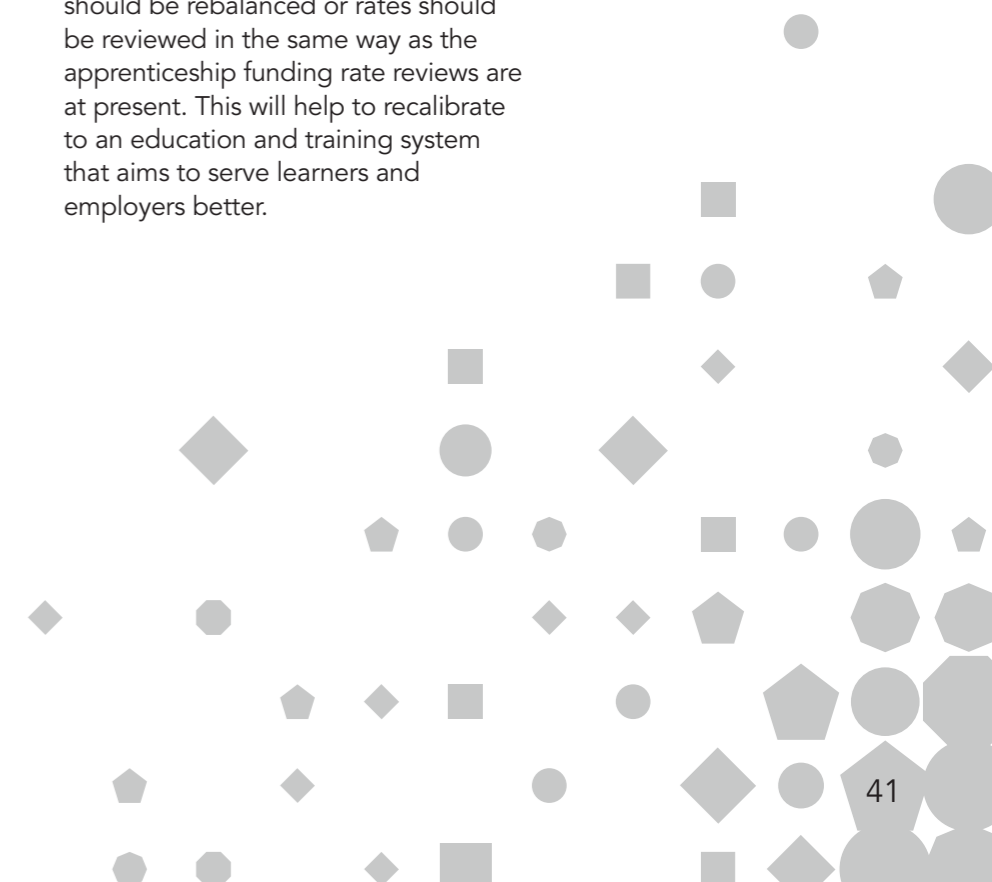 should be rebalanced or rates should
be reviewed in the same way as the
apprenticeship funding rate reviews are
at present. This will help to recalibrate
to an education and training system
that aims to serve learners and
employers better.
41